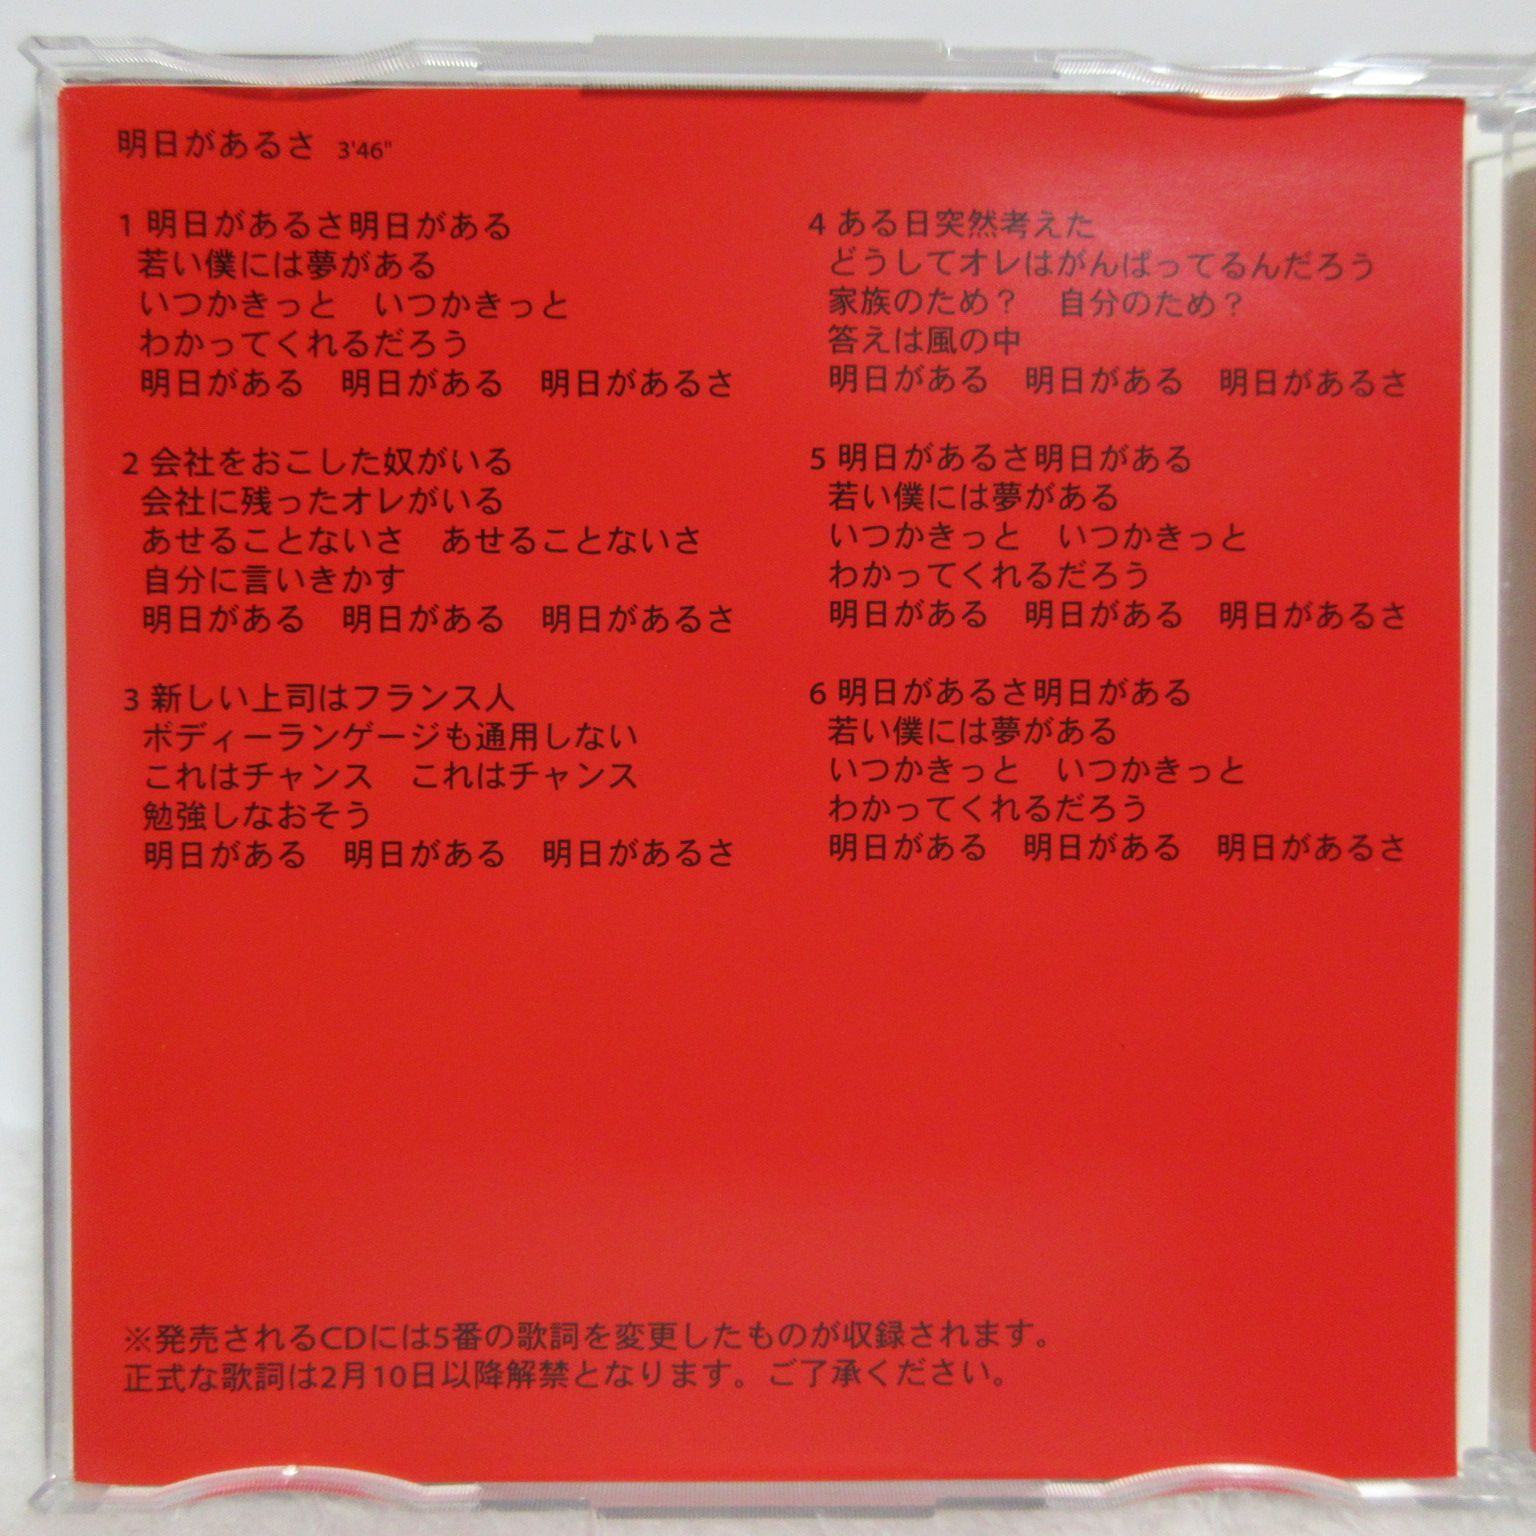 明日があるさ 3'46"
1 明日があるさ明日がある
若い僕には夢がある
いつかきっと　いつかきっと
わかってくれるだろう
明日がある　明日がある　明日があるさ
2 会社をおこした奴がいる
会社に残ったオレがいる
あせることないさ　あせることないさ
自分に言いきかす
明日がある　明日がある　明日があるさ
3 新しい上司はフランス人
ボディーランゲージも通用しない
これはチャンス　これはチャンス
勉強しなおそう
明日がある　明日がある　明日があるさ
4 ある日突然考えた
どうしてオレはがんばってるんだろう
家族のため？　自分のため？
答えは風の中
明日がある　明日がある　明日があるさ
5 明日があるさ明日がある
若い僕には夢がある
いつかきっと　いつかきっと
わかってくれるだろう
明日がある　明日がある　明日があるさ
6 明日があるさ明日がある
若い僕には夢がある
いつかきっと　いつかきっと
わかってくれるだろう
明日がある　明日がある　明日があるさ
※発売されるCDには5番の歌詞を変更したものが収録されます。
正式な歌詞は2月10日以降解禁となります。ご了承ください。